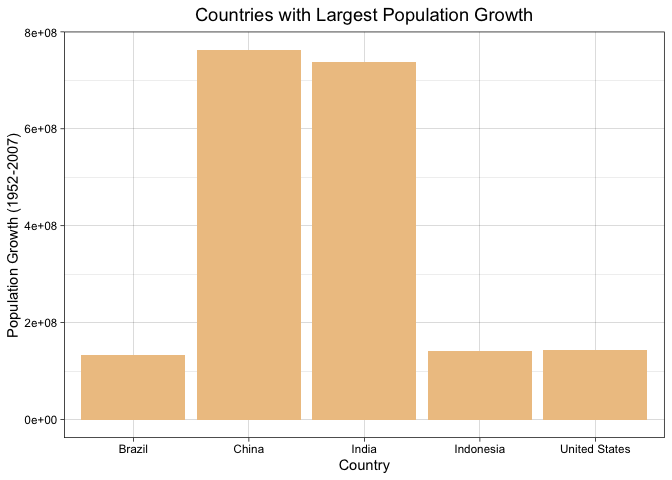 Countries with Largest Population Growth
Population Growth (1952-2007)
8e+08
6e+08
4e+08
2e+08
0e+00
Brazil China India Indonesia United States
Country